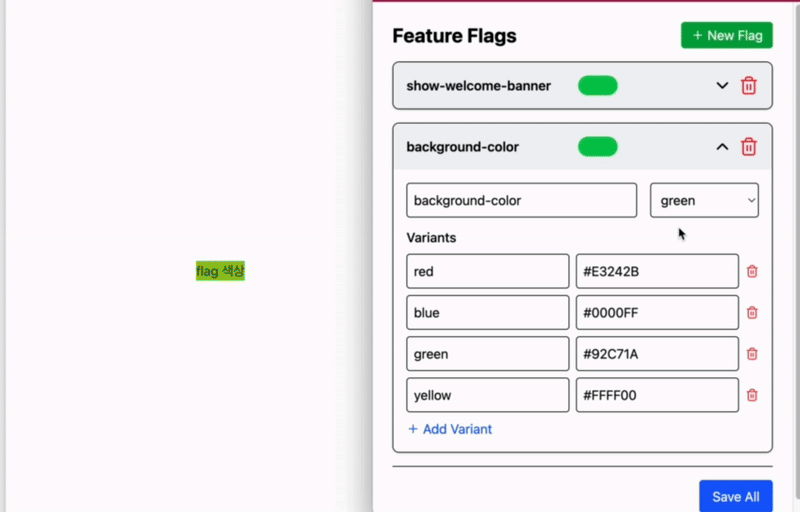 flag 색상
Feature Flags
+ New Flag
show-welcome-banner
background-color
background-color
green
Variants
red
#E3242B
blue
#0000FF
green
#92C71A
yellow
#FFFF00
+ Add Variant
Save All